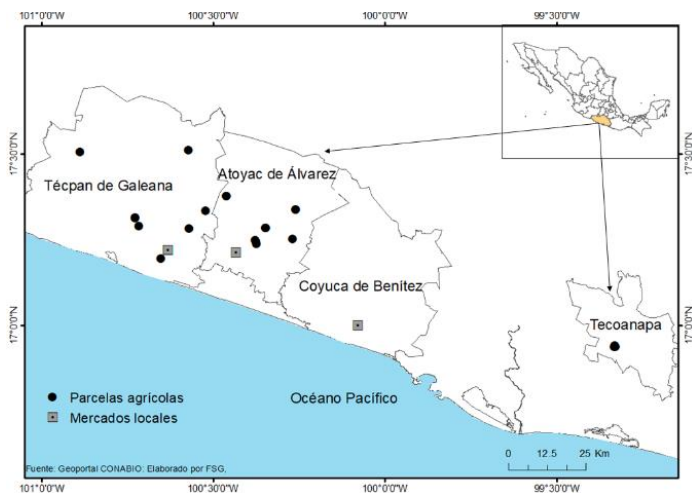 101°0'0"W 100°30'0"W 100°0'0"W 99°30'0"W
17°30'0"N 17°30'0"N
Técpan de Galeana
Atoyac de Álvarez
Coyuca de Benítez
17°0'0"N 17°0'0"N
Tecoanapa
Parcelas agrícolas
Mercados locales
Océano Pacífico
0 12.5 25 Km
Fuente: Geoportal CONABIO. Elaborado por FSG.
101°0'0"W 100°30'0"W 100°0'0"W 99°30'0"W